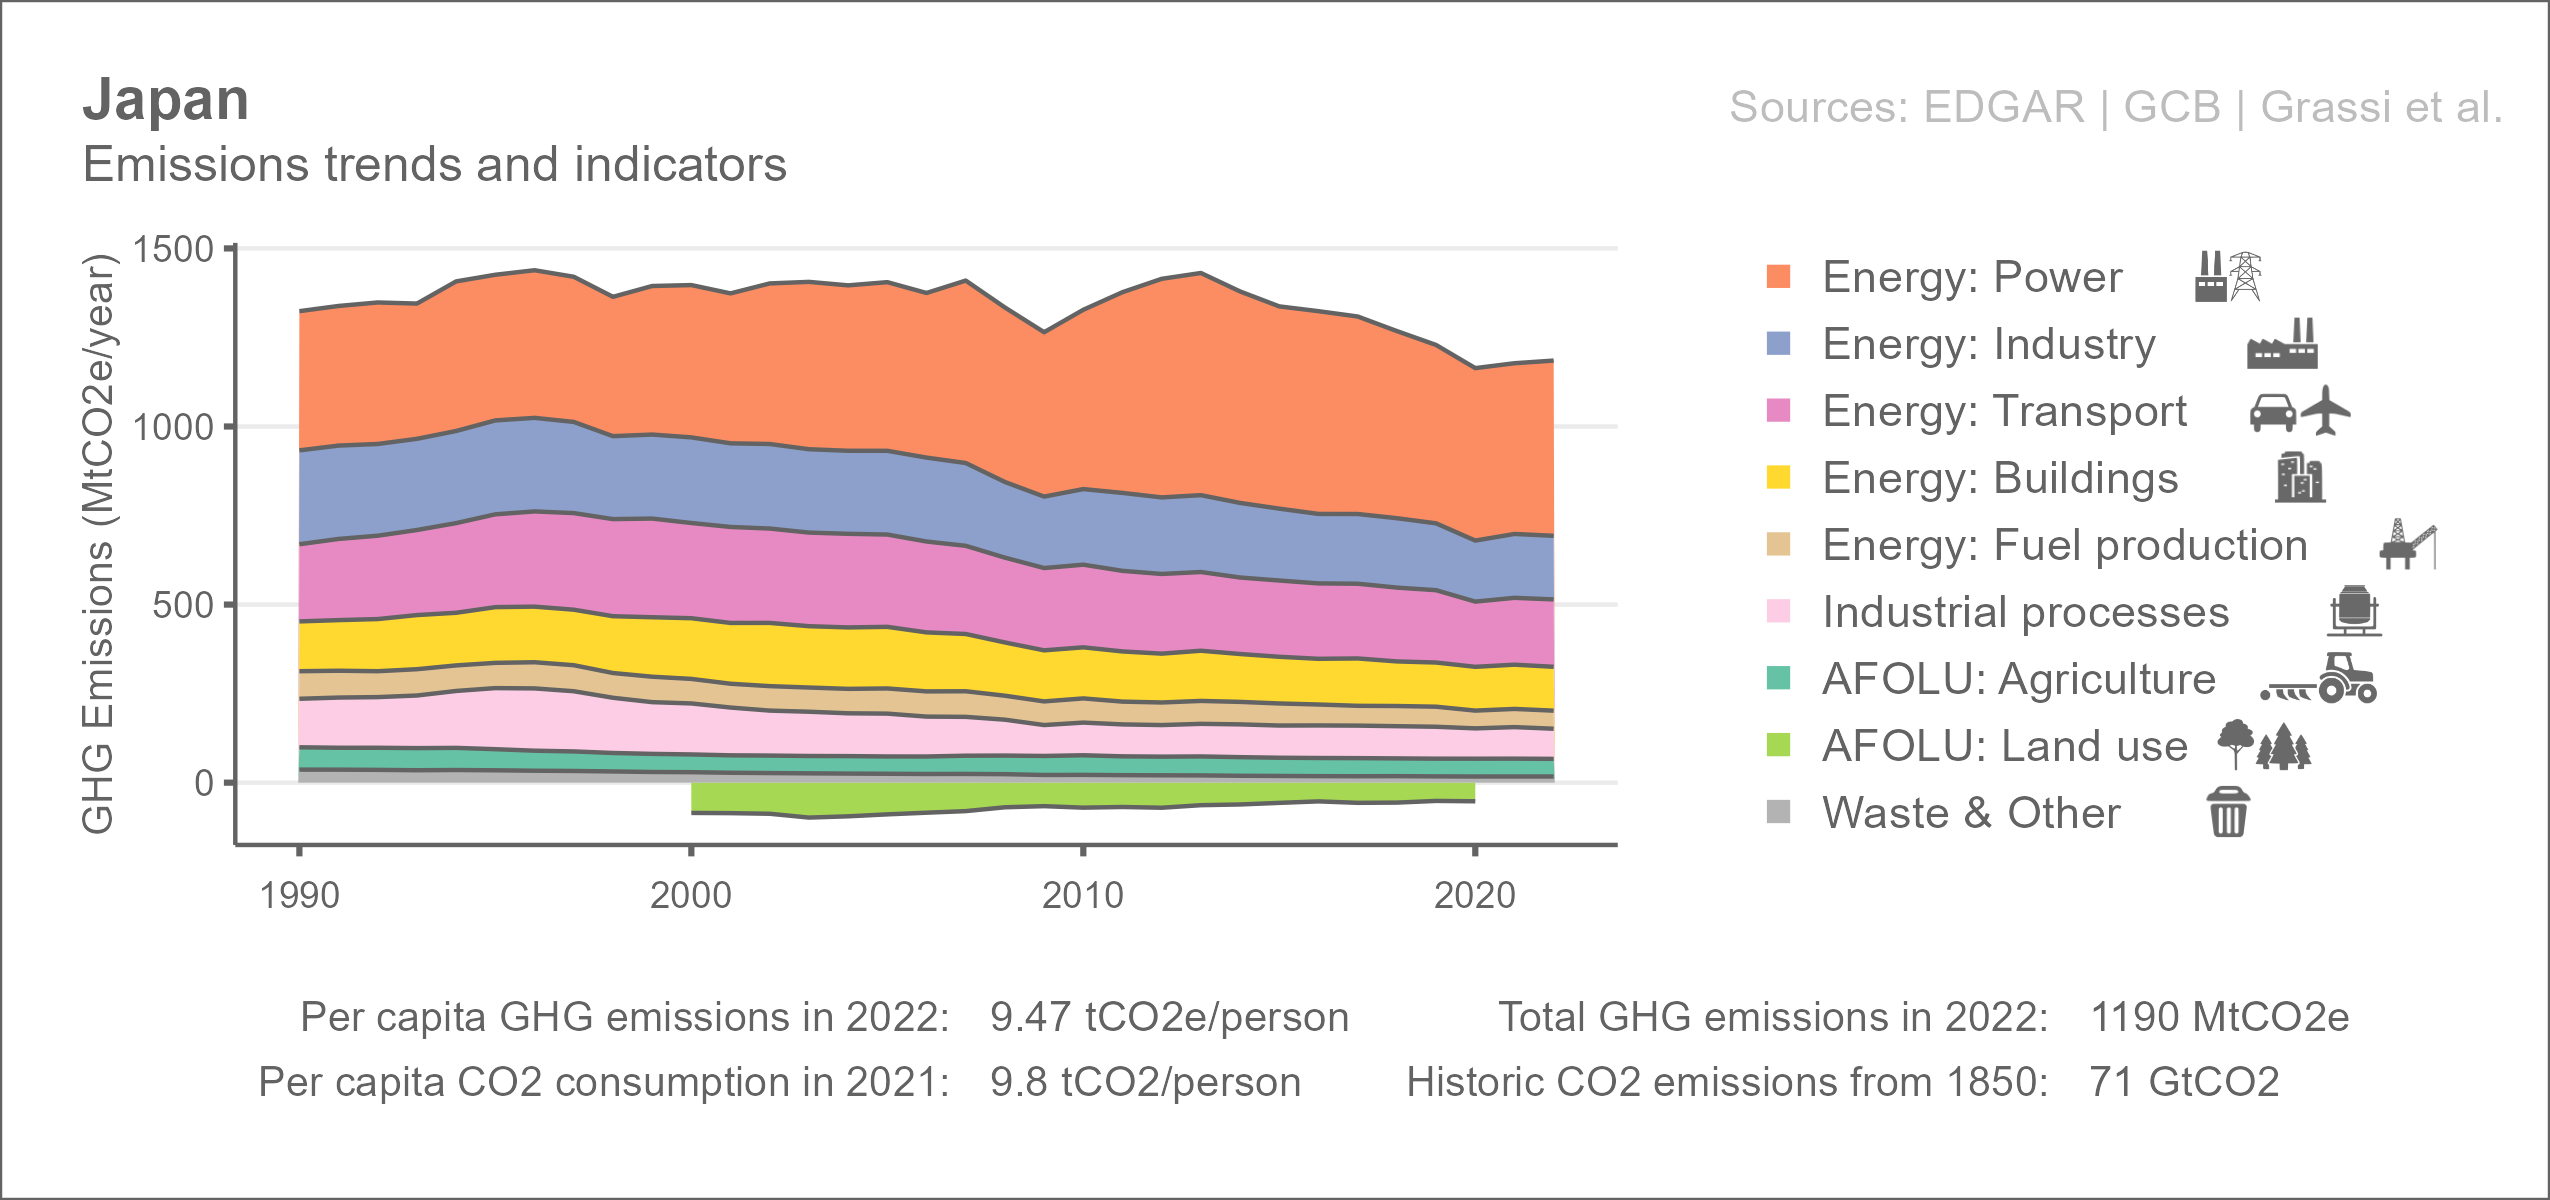 Japan
Sources: EDGAR | GCB | Grassi et al.
Emissions trends and indicators
GHG Emissions (MtCO2e/year)
1500
1000
500
0
1990
2000
2010
2020
Energy: Power
Energy: Industry
Energy: Transport
Energy: Buildings
Energy: Fuel production
Industrial processes
AFOLU: Agriculture
AFOLU: Land use
Waste & Other
Per capita GHG emissions in 2022: 9.47 tCO2e/person
Total GHG emissions in 2022: 1190 MtCO2e
Per capita CO2 consumption in 2021: 9.8 tCO2/person
Historic CO2 emissions from 1850: 71 GtCO2